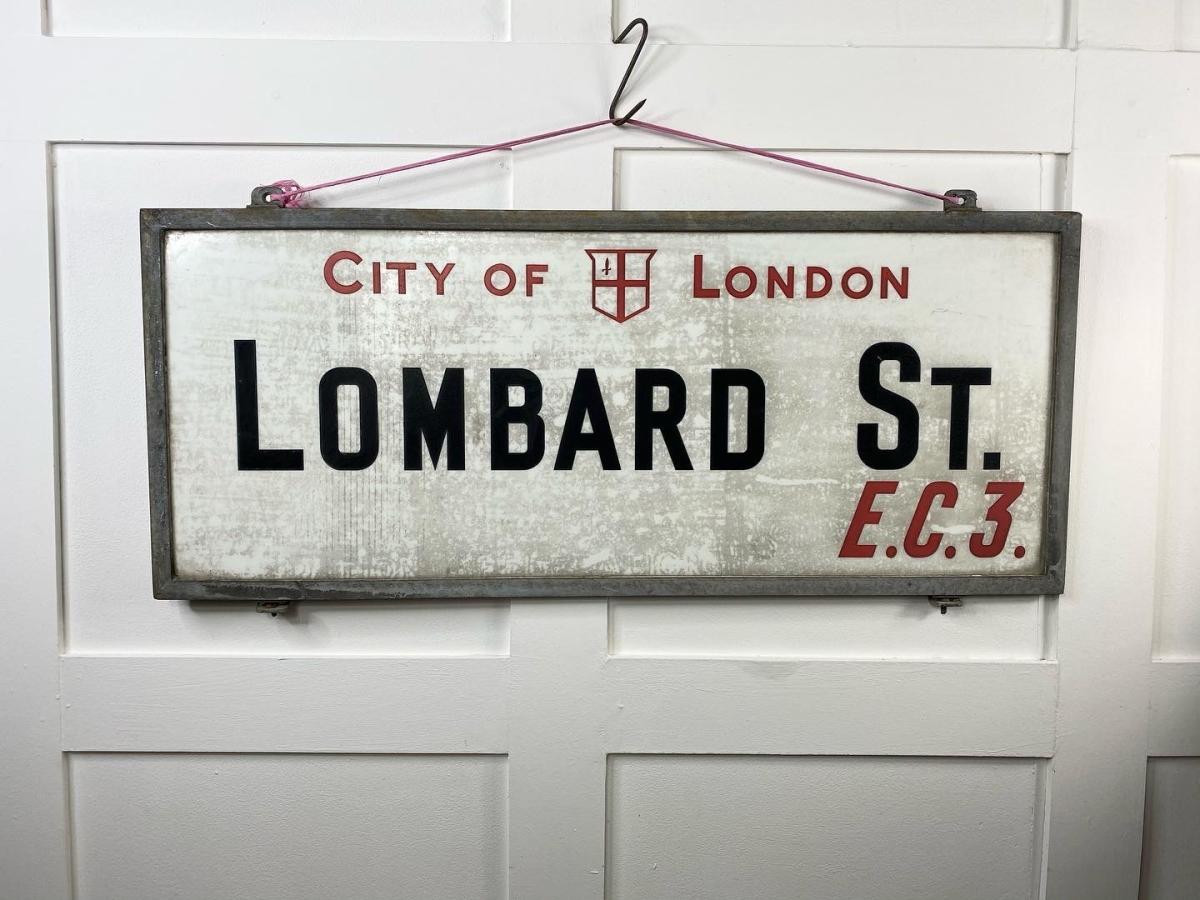 CITY OF LONDON
LOMBARD ST.
E.C.3.